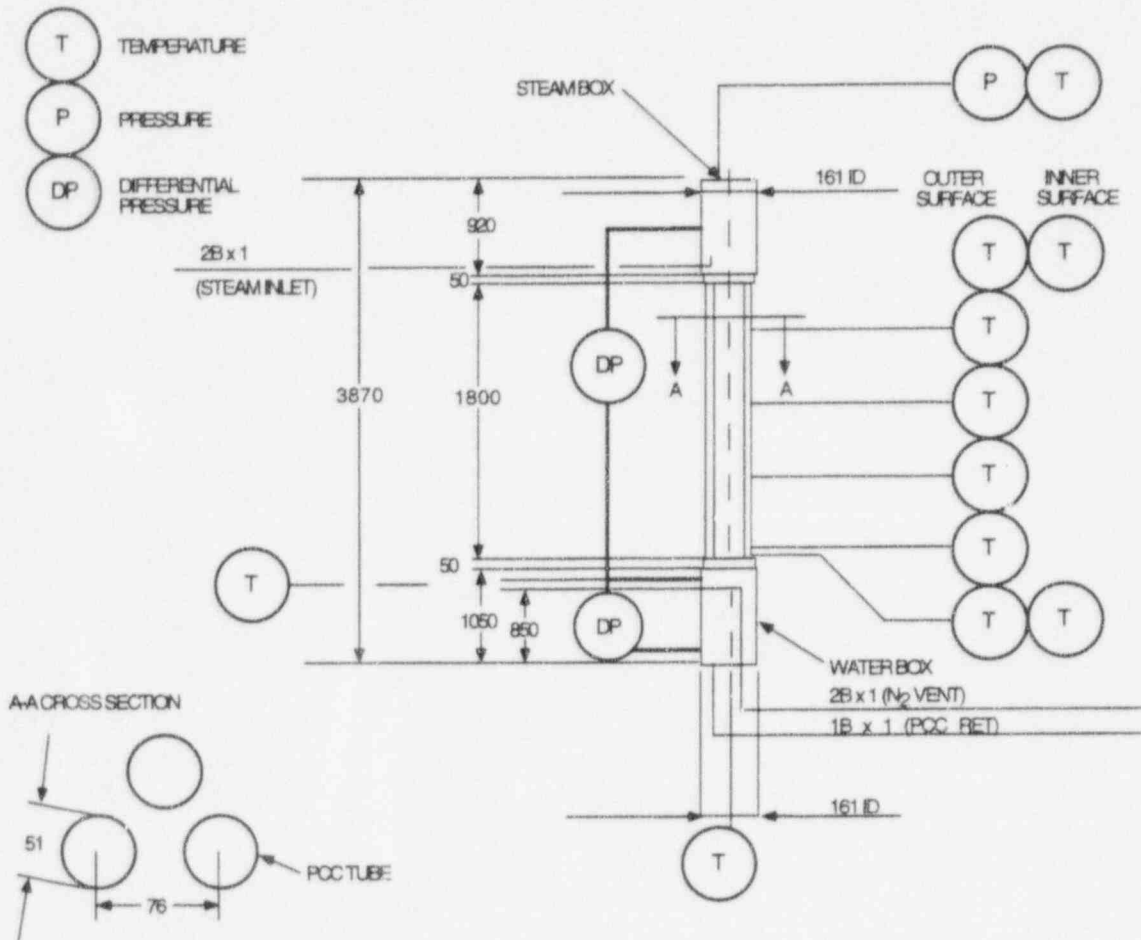 T TEMPERATURE
P PRESSURE
DP DIFFERENTIAL
PRESSURE
STEAM BOX
P T
161 ID
OUTER
SURFACE
INNER
SURFACE
920
2B x 1
(STEAM INLET)
50
T T
T
DP
3870
1800
A A
T
T
T
50
T
1050
850
DP
T T
WATER BOX
2B x 1 (N2 VENT)
1B x 1 (PCC RET)
A-A CROSS SECTION
161 ID
51
PCC TUBE
T
76